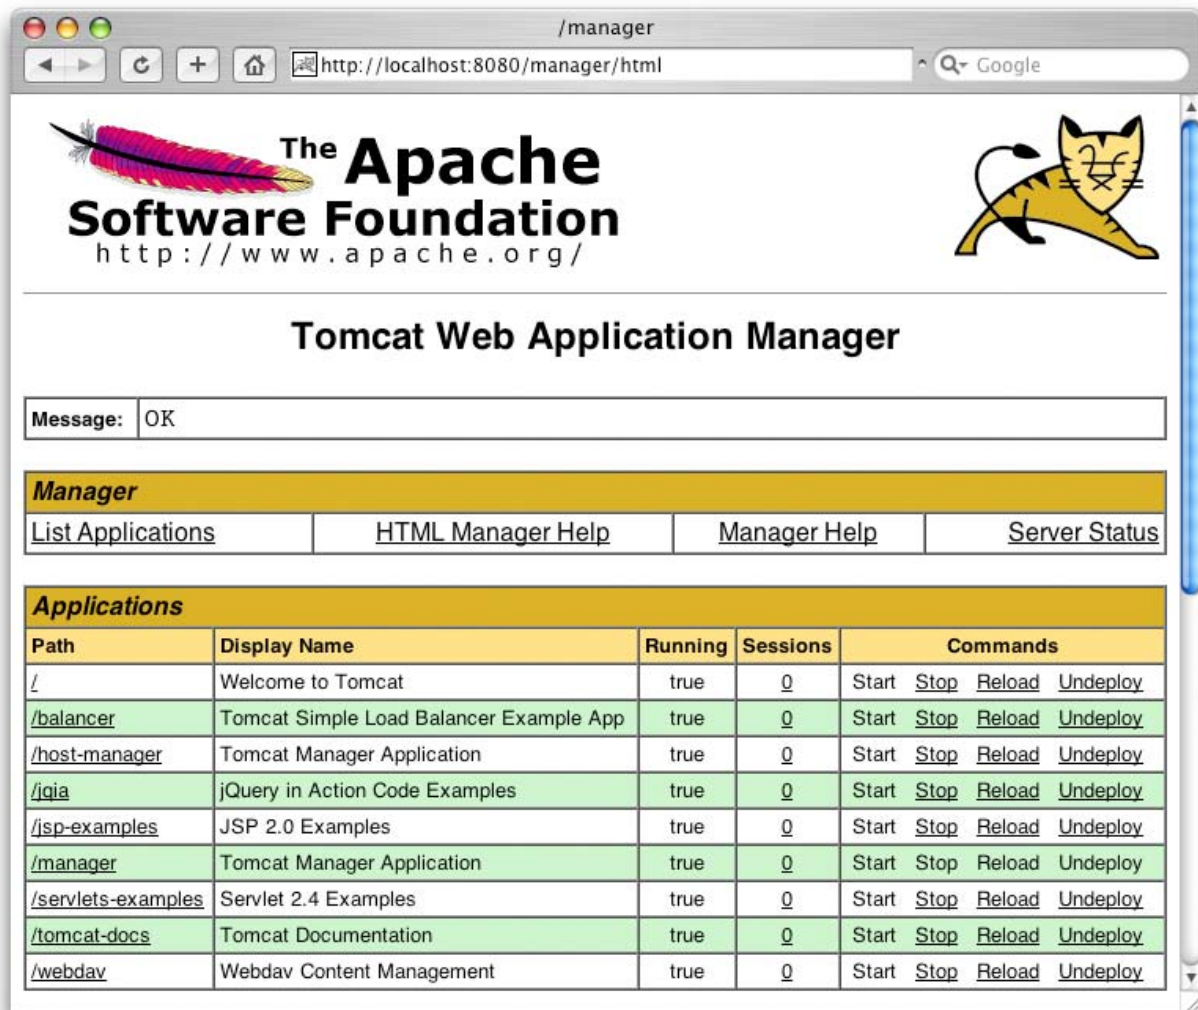 /manager
http://localhost:8080/manager/html
Google
The Apache
Software Foundation
http://www.apache.org/
Tomcat Web Application Manager
Message: OK
Manager
List Applications HTML Manager Help Manager Help Server Status
Applications
Path Display Name Running Sessions Commands
/ Welcome to Tomcat true 0 Start Stop Reload Undeploy
/balancer Tomcat Simple Load Balancer Example App true 0 Start Stop Reload Undeploy
/host-manager Tomcat Manager Application true 0 Start Stop Reload Undeploy
/jqia jQuery in Action Code Examples true 0 Start Stop Reload Undeploy
/jsp-examples JSP 2.0 Examples true 0 Start Stop Reload Undeploy
/manager Tomcat Manager Application true 0 Start Stop Reload Undeploy
/servlets-examples Servlet 2.4 Examples true 0 Start Stop Reload Undeploy
/tomcat-docs Tomcat Documentation true 0 Start Stop Reload Undeploy
/webdav Webdav Content Management true 0 Start Stop Reload Undeploy